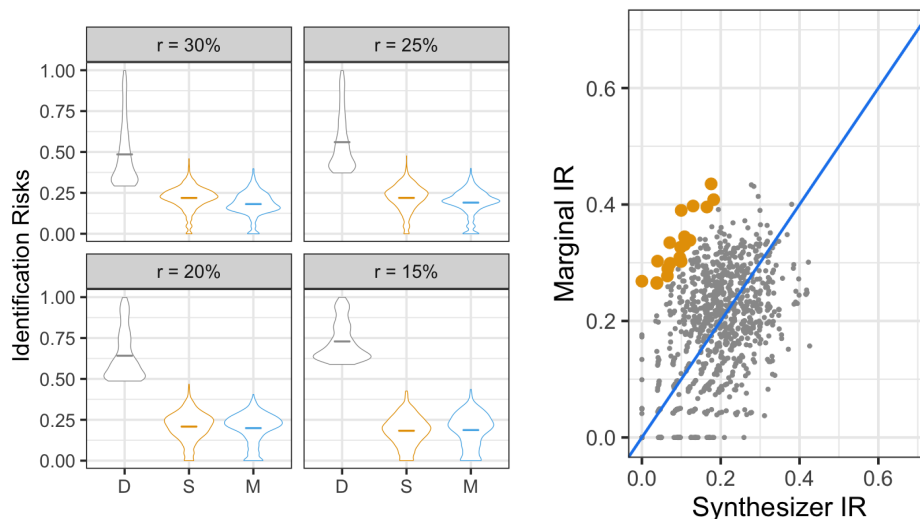 r = 30%
r = 25%
1.00
0.75
0.50
0.25
0.00
r = 20%
r = 15%
1.00
0.75
0.50
0.25
0.00
Identification Risks
D S M
D S M
0.6
0.4
0.2
0.0
Marginal IR
0.0 0.2 0.4 0.6
Synthesizer IR